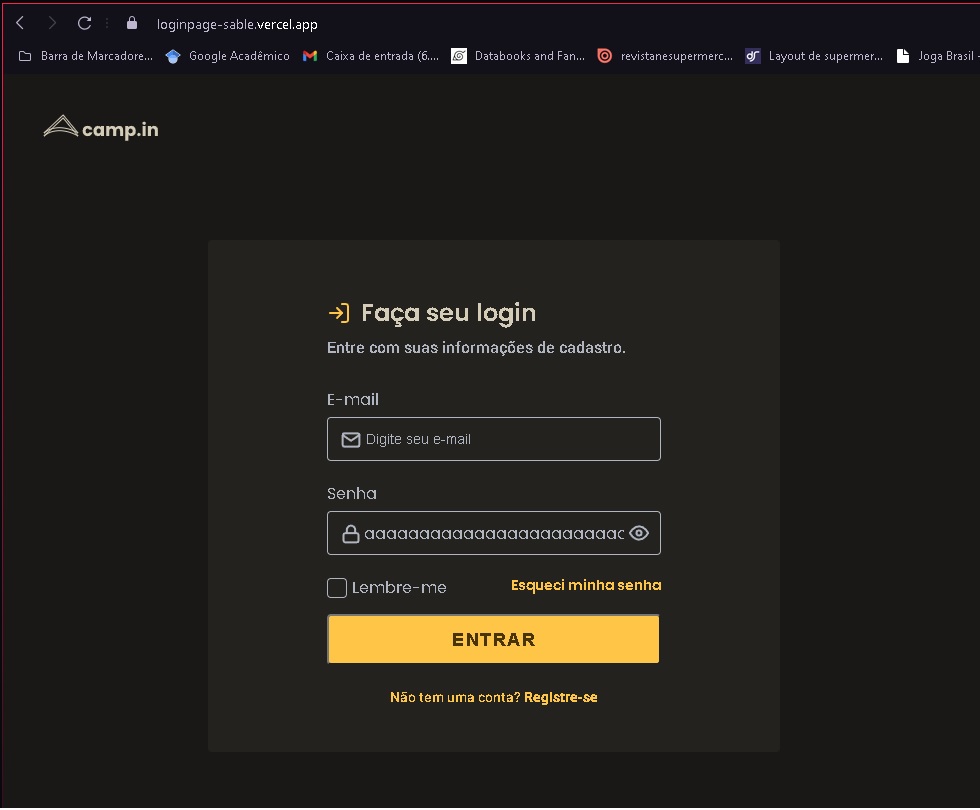 loginpage-sable.vercel.app
Barra de Marcadore... Google Acadêmico Caixa de entrada (6.... Databooks and Fan... revistanesupermerc... Layout de supermer... Joga Brasil -
camp.in
Faça seu login
Entre com suas informações de cadastro.
E-mail
Digite seu e-mail
Senha
aaaaaaaaaaaaaaaaaaaaaaaa
Lembre-me Esqueci minha senha
ENTRAR
Não tem uma conta? Registre-se